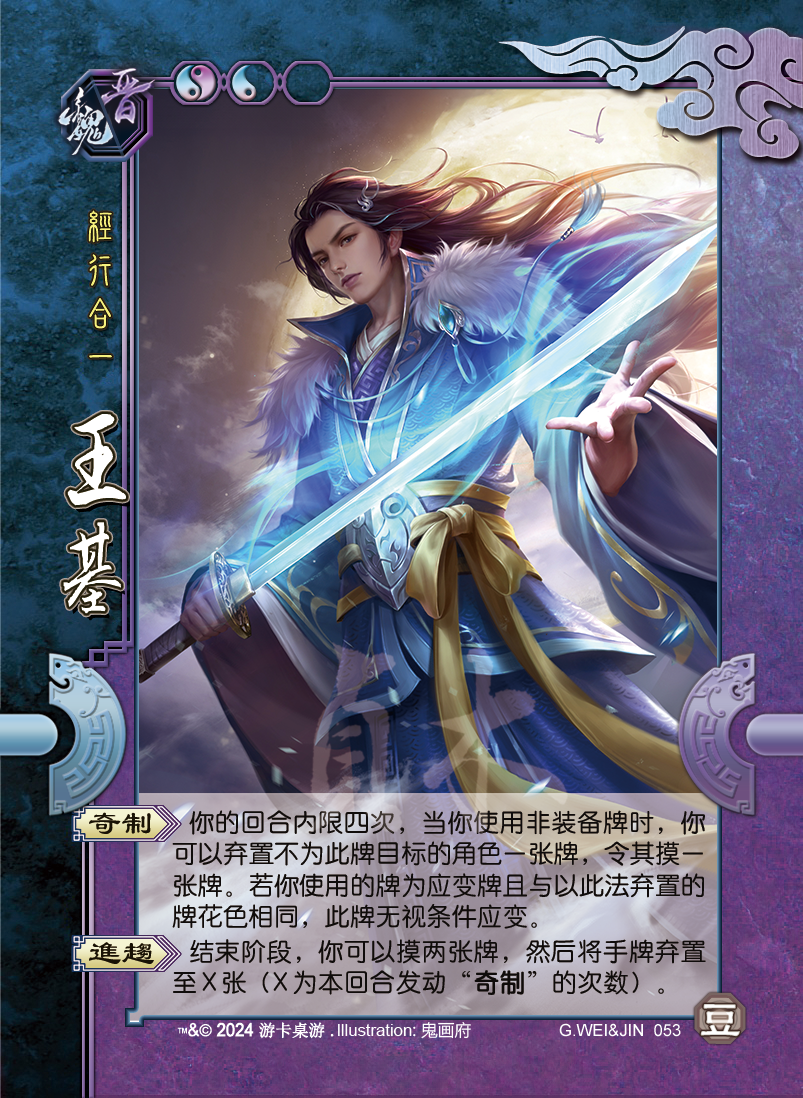 晋
魏
經行合一
王基
奇制
你的回合内限四次，当你使用非装备牌时，你
可以弃置不为此牌目标的角色一张牌，令其摸一
张牌。若你使用的牌为应变牌且与以此法弃置的
牌花色相同，此牌无视条件应变。
進趨
结束阶段，你可以摸两张牌，然后将手牌弃置
至X张（X为本回合发动“奇制”的次数）。
™&© 2024 游卡桌游 . Illustration: 鬼画府
G.WEI&JIN 053
豆